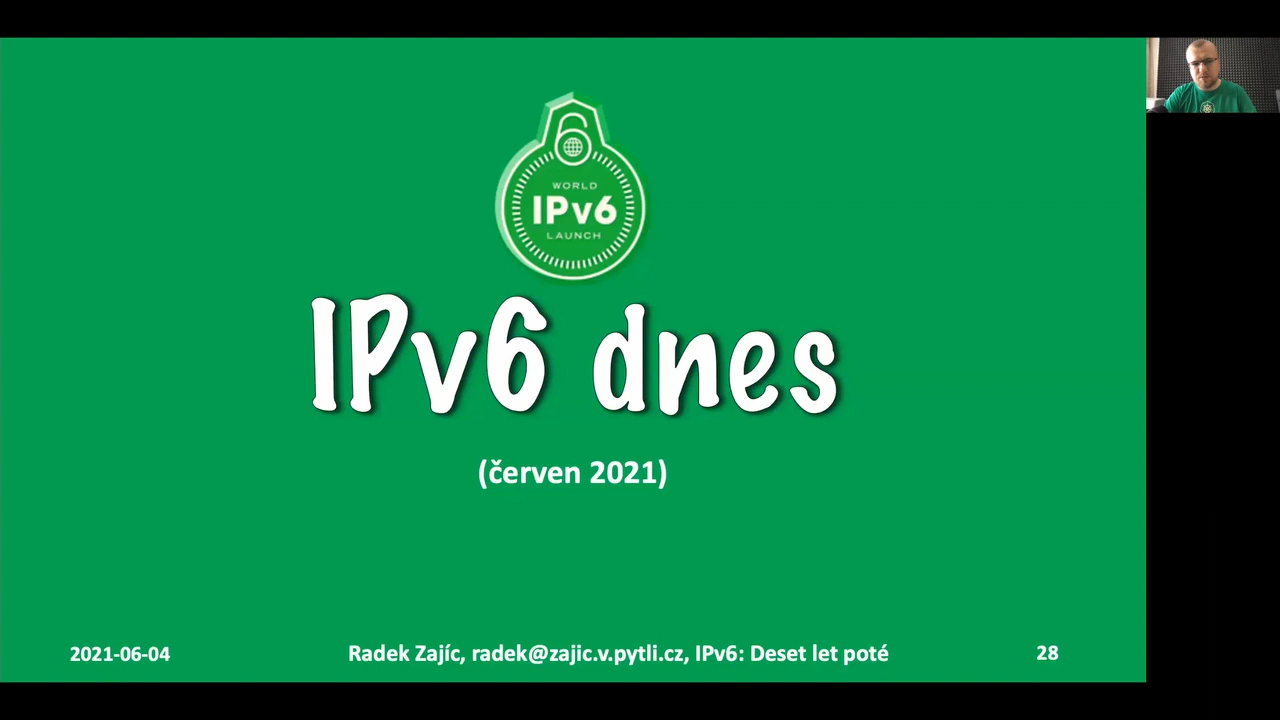 WORLD
IPv6
LAUNCH
IPv6 dnes
(červen 2021)
2021-06-04
Radek Zajíc, radek@zajic.v.pytli.cz, IPv6: Deset let poté
28